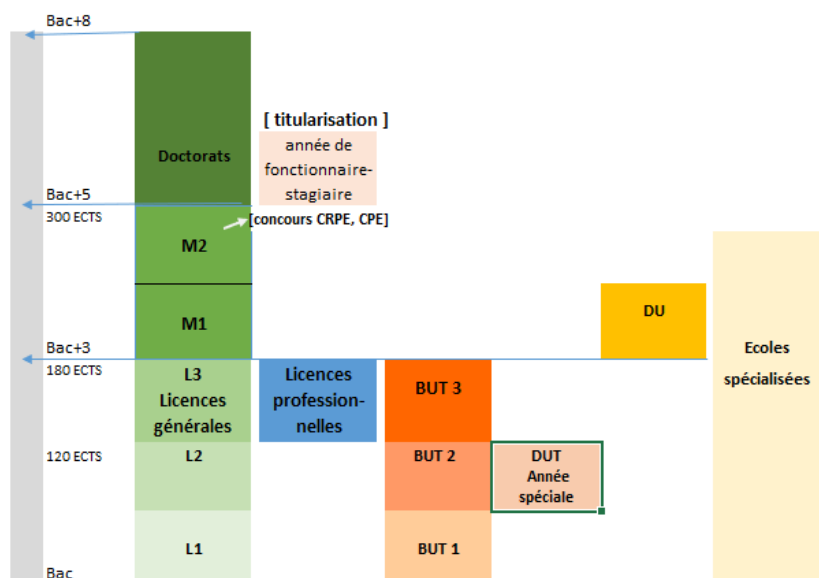 Bac+8
[ titularisation ]
année de
fonctionnaire-
stagiaire
Doctorats
Bac+5
300 ECTS
[concours CRPE, CPE]
M2
M1
DU
Ecoles
spécialisées
Bac+3
180 ECTS
L3
Licences
générales
Licences
profession-
nelles
BUT 3
120 ECTS
L2
BUT 2
DUT
Année
spéciale
L1
BUT 1
Bac